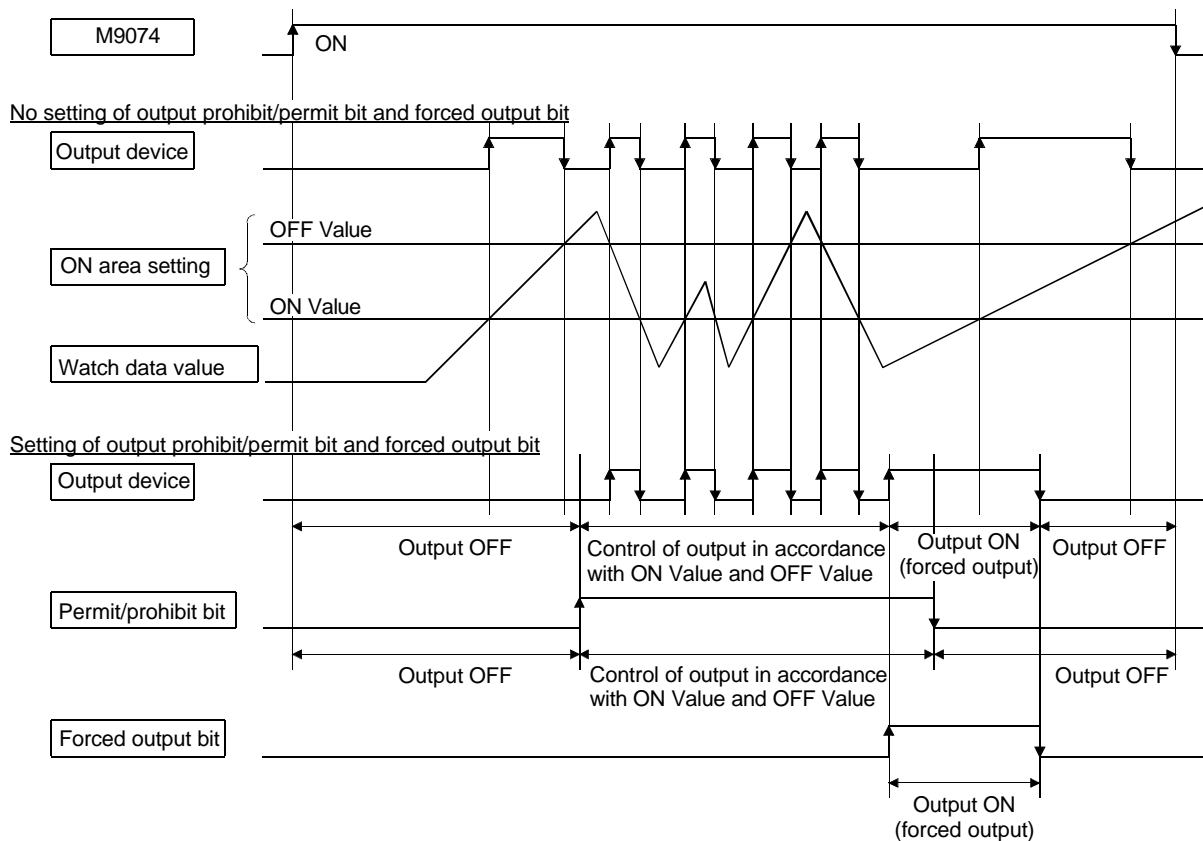 M9074
ON
No setting of output prohibit/permit bit and forced output bit
Output device
OFF Value
ON area setting
ON Value
Watch data value
Setting of output prohibit/permit bit and forced output bit
Output device
Output OFF
Control of output in accordance
with ON Value and OFF Value
Output ON
(forced output)
Output OFF
Permit/prohibit bit
Output OFF
Control of output in accordance
with ON Value and OFF Value
Output OFF
Forced output bit
Output ON
(forced output)